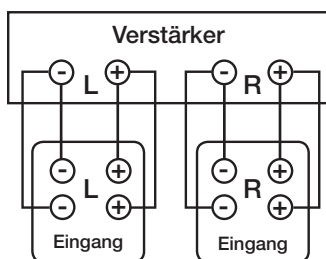 Verstärker
- L + - R +
- L + - R +
- + - +
Eingang Eingang